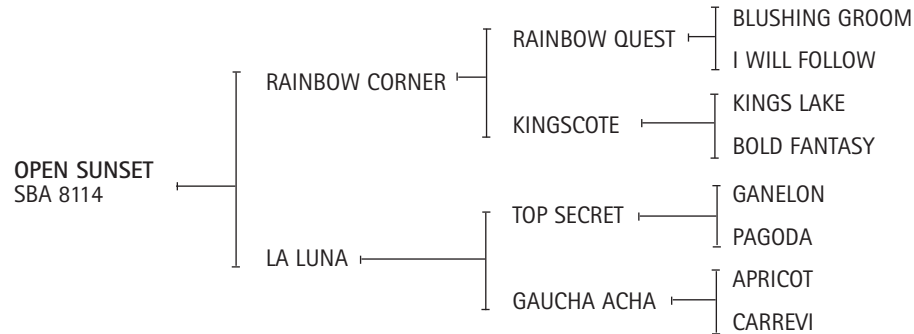 BLUSHING GROOM
RAINBOW QUEST
I WILL FOLLOW
RAINBOW CORNER
KINGS LAKE
KINGSCOTE
BOLD FANTASY
OPEN SUNSET
SBA 8114
GANELON
TOP SECRET
PAGODA
LA LUNA
APRICOT
GAUCHA ACHA
CARREVI